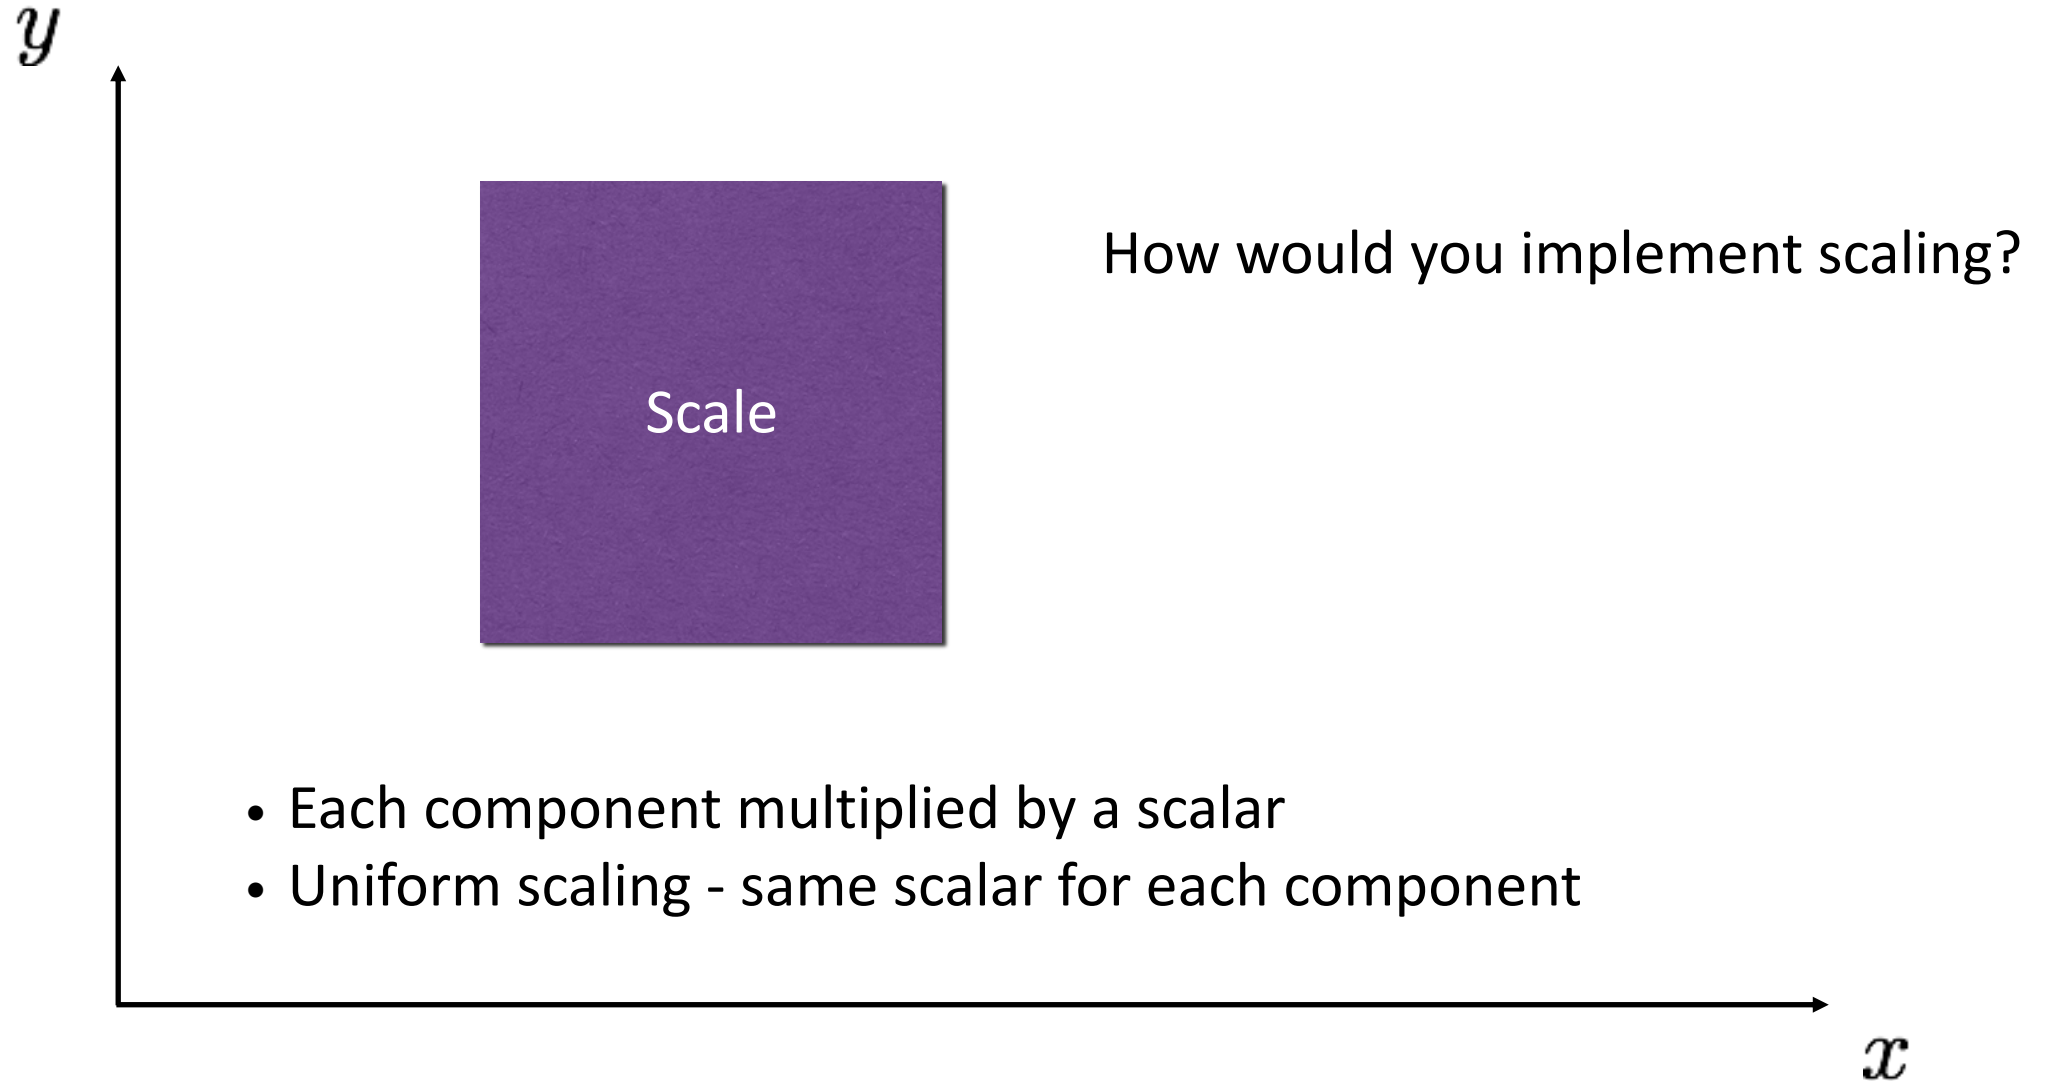 y
How would you implement scaling?
Scale
• Each component multiplied by a scalar
• Uniform scaling - same scalar for each component
x